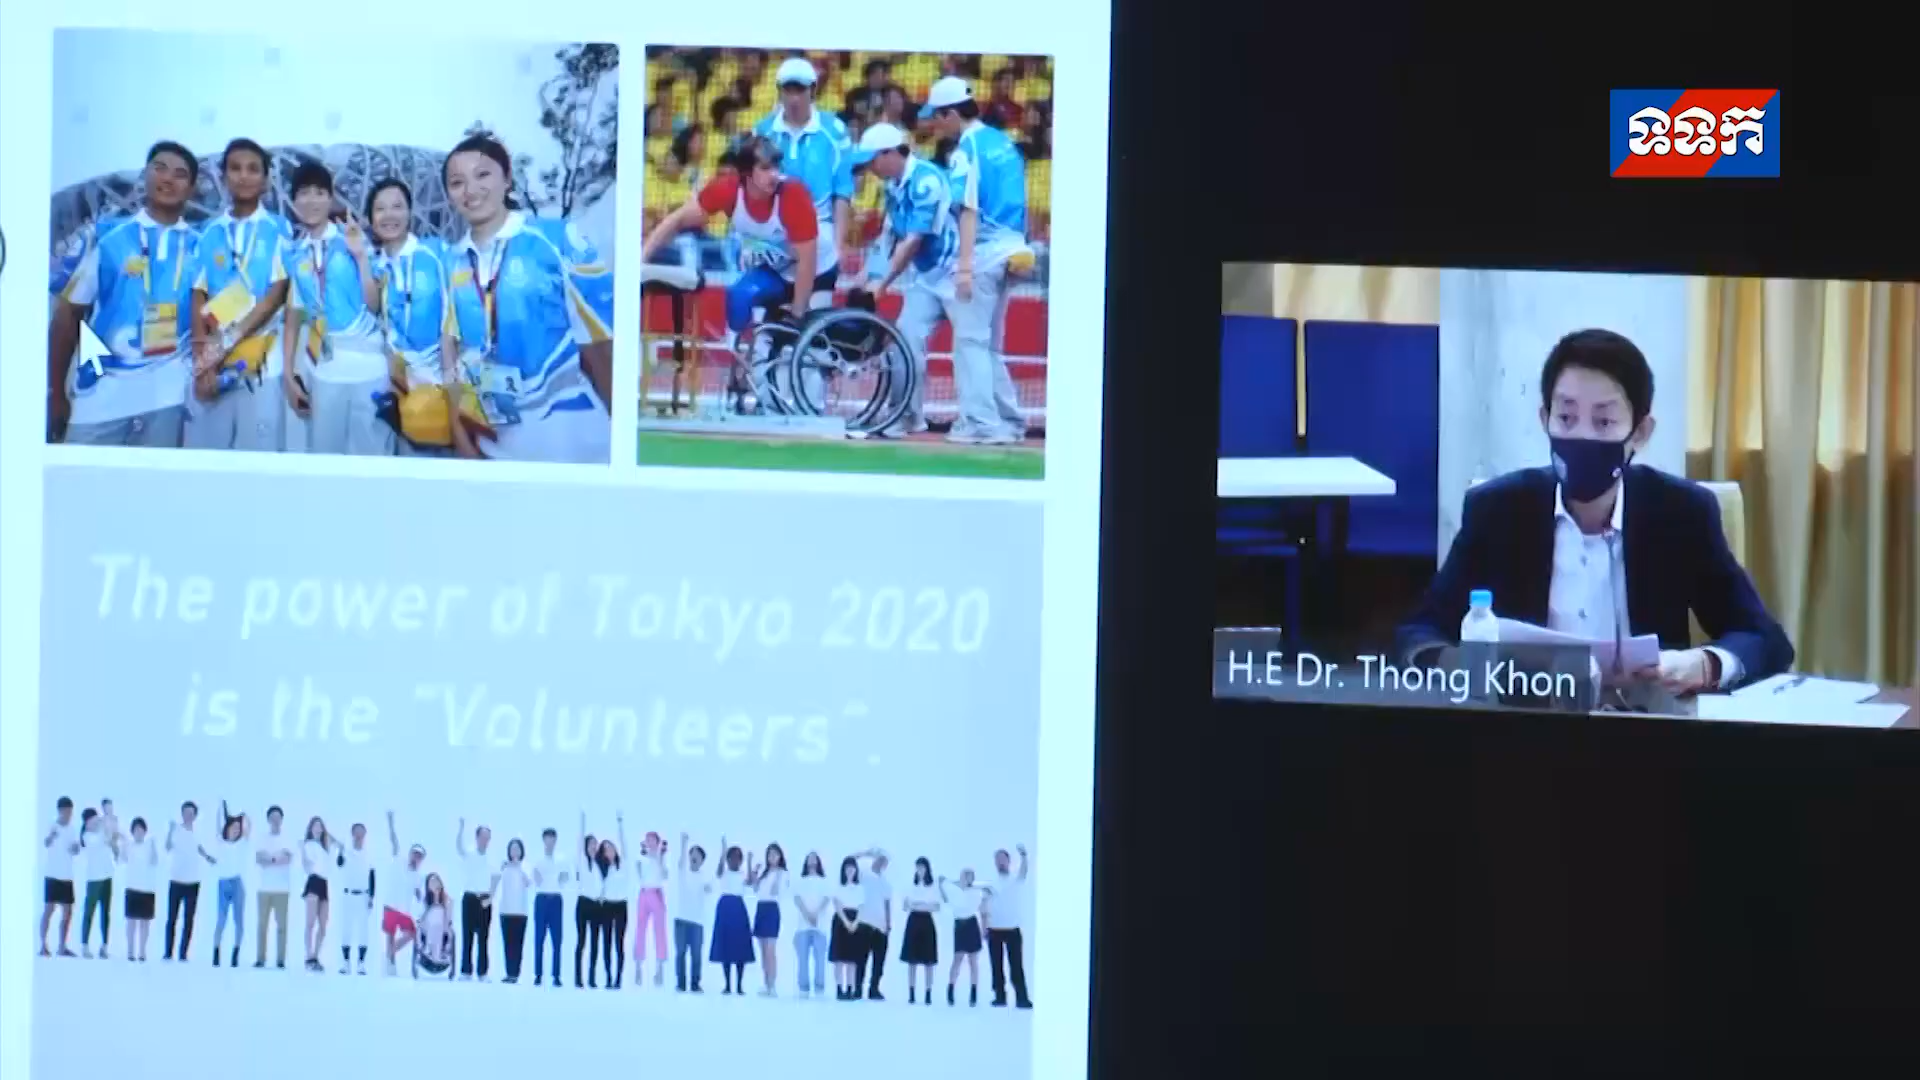 ទទក
The power of Tokyo 2020
is the "Volunteers".
H.E Dr. Thong Khon